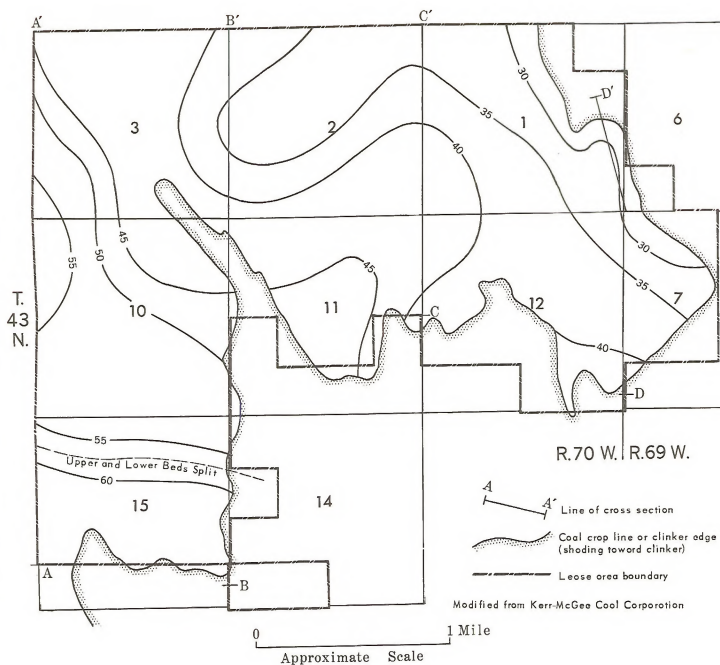 A' B' C'
30
D'
3 2 1 6
35
40
45
50
55
30
T.
43
N.
10 11 45 12 7
35
C
40
D
55
Upper and Lower Beds Split
60
15 14
R.70 W. R.69 W.
A B
A
A' Line of cross section
Coal crop line or clinker edge
(shading toward clinker)
Lease area boundary
Modified from Kerr-McGee Coal Corporation
0 1 Mile
Approximate Scale